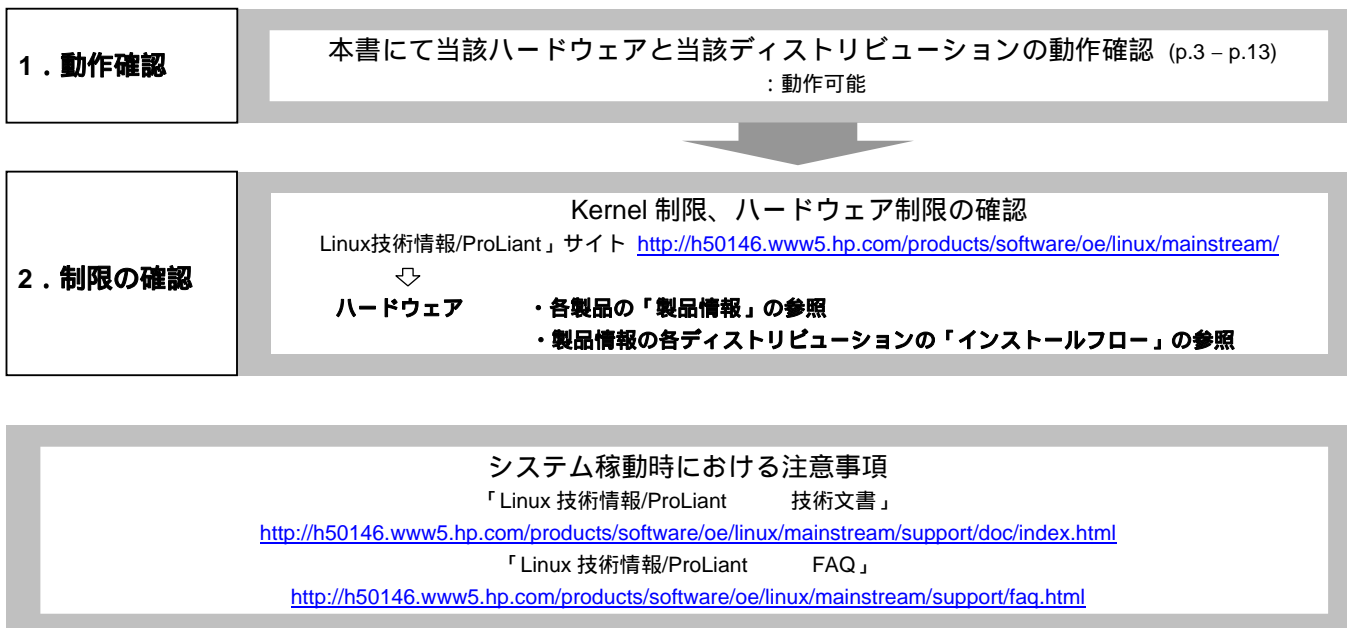 1．動作確認
本書にて当該ハードウェアと当該ディストリビューションの動作確認 (p.3 – p.13)
：動作可能
2．制限の確認
Kernel 制限、ハードウェア制限の確認
Linux技術情報/ProLiant」サイト http://h50146.www5.hp.com/products/software/oe/linux/mainstream/
ハードウェア ・各製品の「製品情報」の参照
・製品情報の各ディストリビューションの「インストールフロー」の参照
システム稼動時における注意事項
「Linux 技術情報/ProLiant 技術文書」
http://h50146.www5.hp.com/products/software/oe/linux/mainstream/support/doc/index.html
「Linux 技術情報/ProLiant FAQ」
http://h50146.www5.hp.com/products/software/oe/linux/mainstream/support/faq.html